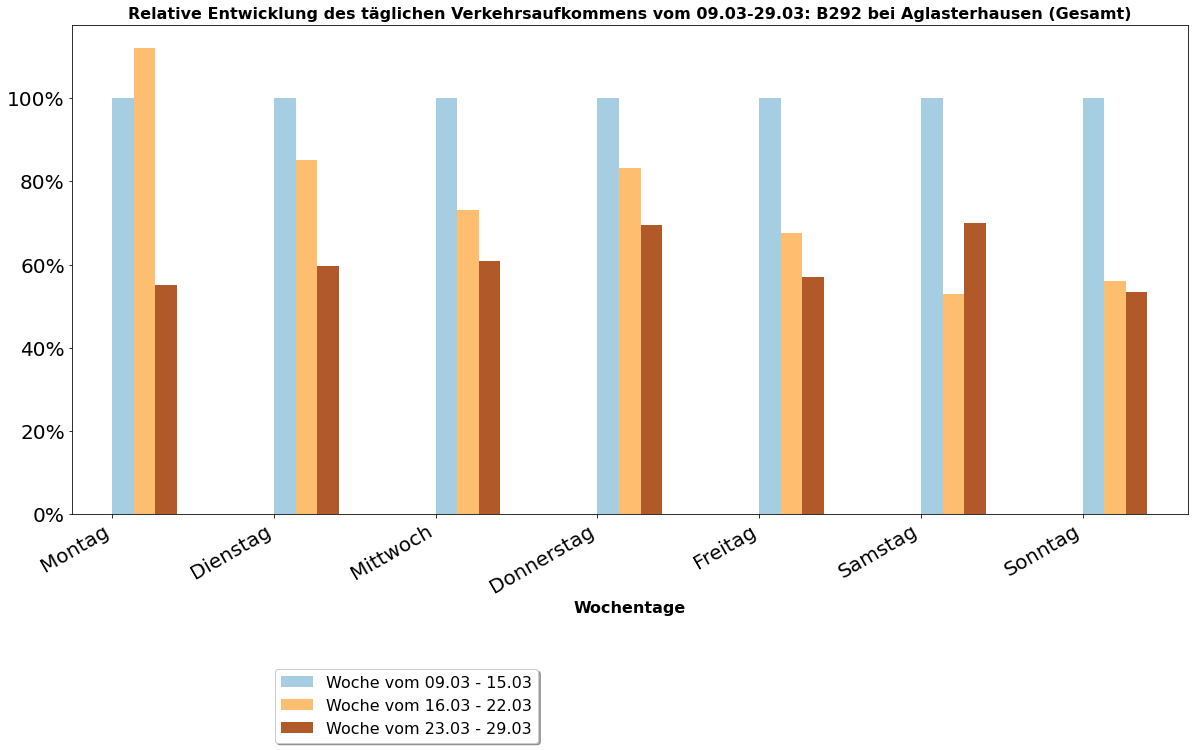 Relative Entwicklung des täglichen Verkehrsaufkommens vom 09.03-29.03: B292 bei Aglasterhausen (Gesamt)
100%
80%
60%
40%
20%
0%
Montag
Dienstag
Mittwoch
Donnerstag
Freitag
Samstag
Sonntag
Wochentage
Woche vom 09.03 - 15.03
Woche vom 16.03 - 22.03
Woche vom 23.03 - 29.03